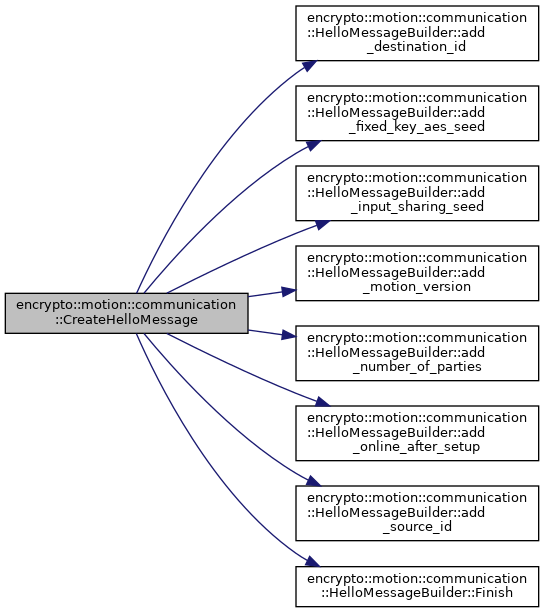 encrypto::motion::communication
::CreateHelloMessage
encrypto::motion::communication
::HelloMessageBuilder::add
_destination_id
encrypto::motion::communication
::HelloMessageBuilder::add
_fixed_key_aes_seed
encrypto::motion::communication
::HelloMessageBuilder::add
_input_sharing_seed
encrypto::motion::communication
::HelloMessageBuilder::add
_motion_version
encrypto::motion::communication
::HelloMessageBuilder::add
_number_of_parties
encrypto::motion::communication
::HelloMessageBuilder::add
_online_after_setup
encrypto::motion::communication
::HelloMessageBuilder::add
_source_id
encrypto::motion::communication
::HelloMessageBuilder::Finish